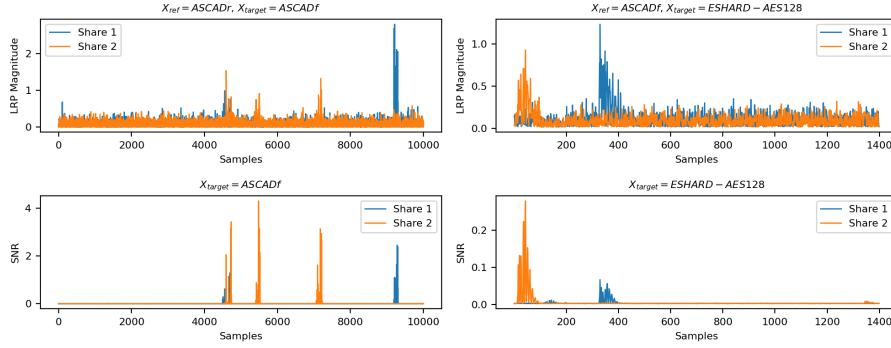 X_ref = ASCADr, X_target = ASCADf
LRP Magnitude
2
1
0
Share 1
Share 2
0 2000 4000 6000 8000 10000
Samples
X_ref = ASCADf, X_target = ESHARD − AES128
LRP Magnitude
1.0
0.5
0.0
Share 1
Share 2
200 400 600 800 1000 1200 1400
Samples
X_target = ASCADf
SNR
4
2
0
Share 1
Share 2
0 2000 4000 6000 8000 10000
Samples
X_target = ESHARD − AES128
SNR
0.2
0.1
0.0
Share 1
Share 2
200 400 600 800 1000 1200 1400
Samples